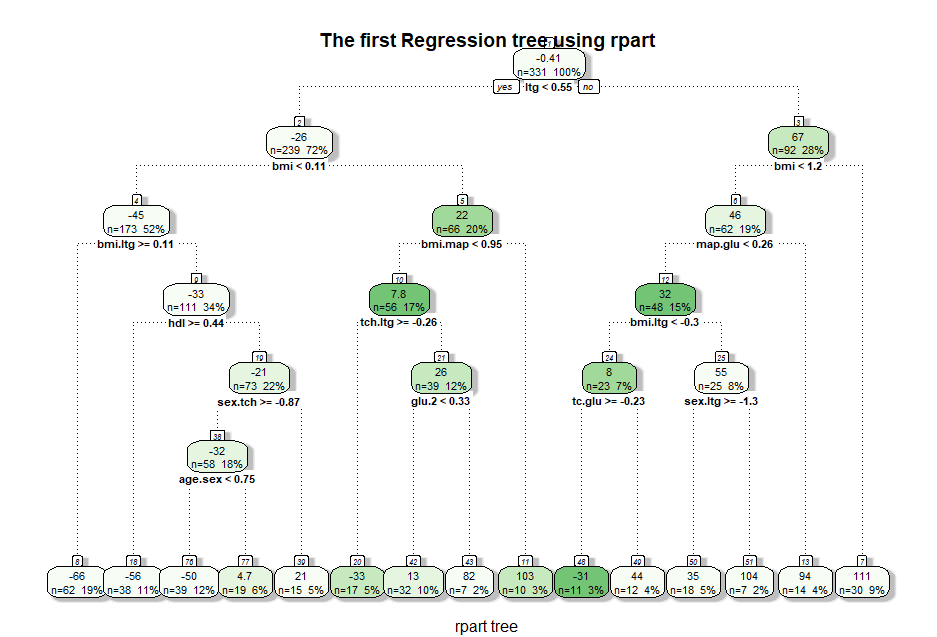 The first Regression tree using rpart
1
-0.41
n=331 100%
yes ltg < 0.55 no
2
-26
n=239 72%
bmi < 0.11
3
67
n=92 28%
bmi < 1.2
4
-45
n=173 52%
bmi.ltg >= 0.11
5
22
n=66 20%
bmi.map < 0.95
6
46
n=62 19%
map.glu < 0.26
9
-33
n=111 34%
hdl >= 0.44
10
7.8
n=56 17%
tch.ltg >= -0.26
12
32
n=48 15%
bmi.ltg < -0.3
19
-21
n=73 22%
sex.tch >= -0.87
21
26
n=39 12%
glu.2 < 0.33
24
8
n=23 7%
tc.glu >= -0.23
25
55
n=25 8%
sex.ltg >= -1.3
38
-32
n=58 18%
age.sex < 0.75
8
-66
n=62 19%
18
-56
n=38 11%
76
-50
n=39 12%
77
4.7
n=19 6%
39
21
n=15 5%
20
-33
n=17 5%
42
13
n=32 10%
43
82
n=7 2%
11
103
n=10 3%
48
-31
n=11 3%
49
44
n=12 4%
50
35
n=18 5%
51
104
n=7 2%
13
94
n=14 4%
7
111
n=30 9%
rpart tree